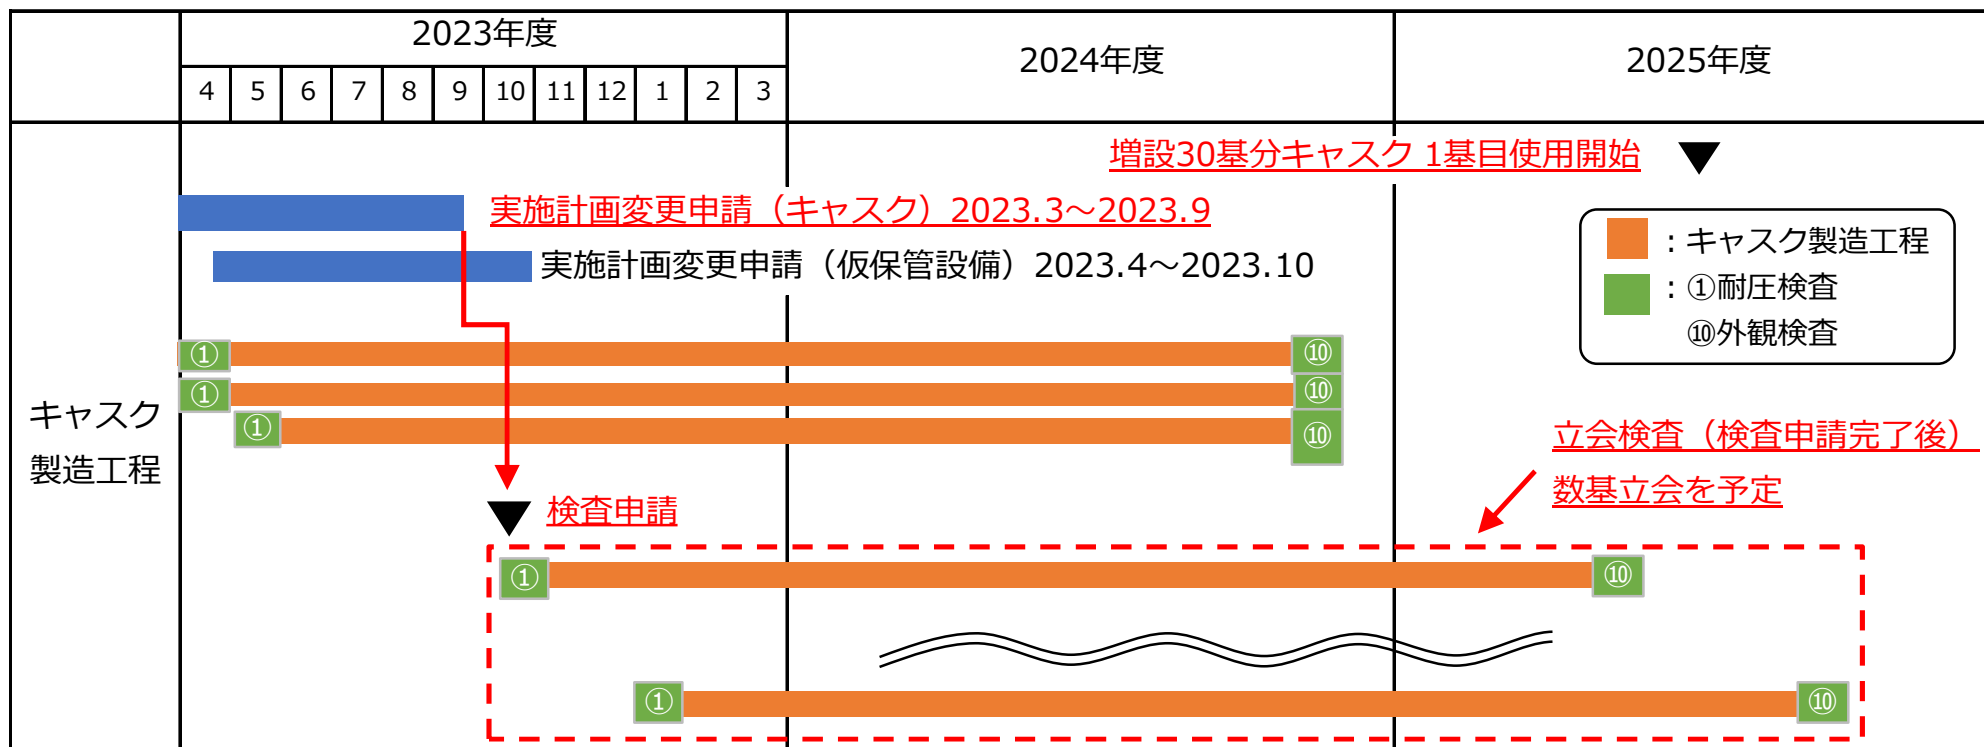 2023年度
2024年度
2025年度
4 5 6 7 8 9 10 11 12 1 2 3
増設30基分キャスク 1基目使用開始
実施計画変更申請（キャスク）2023.3～2023.9
実施計画変更申請（仮保管設備）2023.4～2023.10
：キャスク製造工程
：①耐圧検査
⑩外観検査
① ⑩
① ⑩
① ⑩
キャスク
製造工程
立会検査（検査申請完了後）
数基立会を予定
検査申請
① ⑩
① ⑩